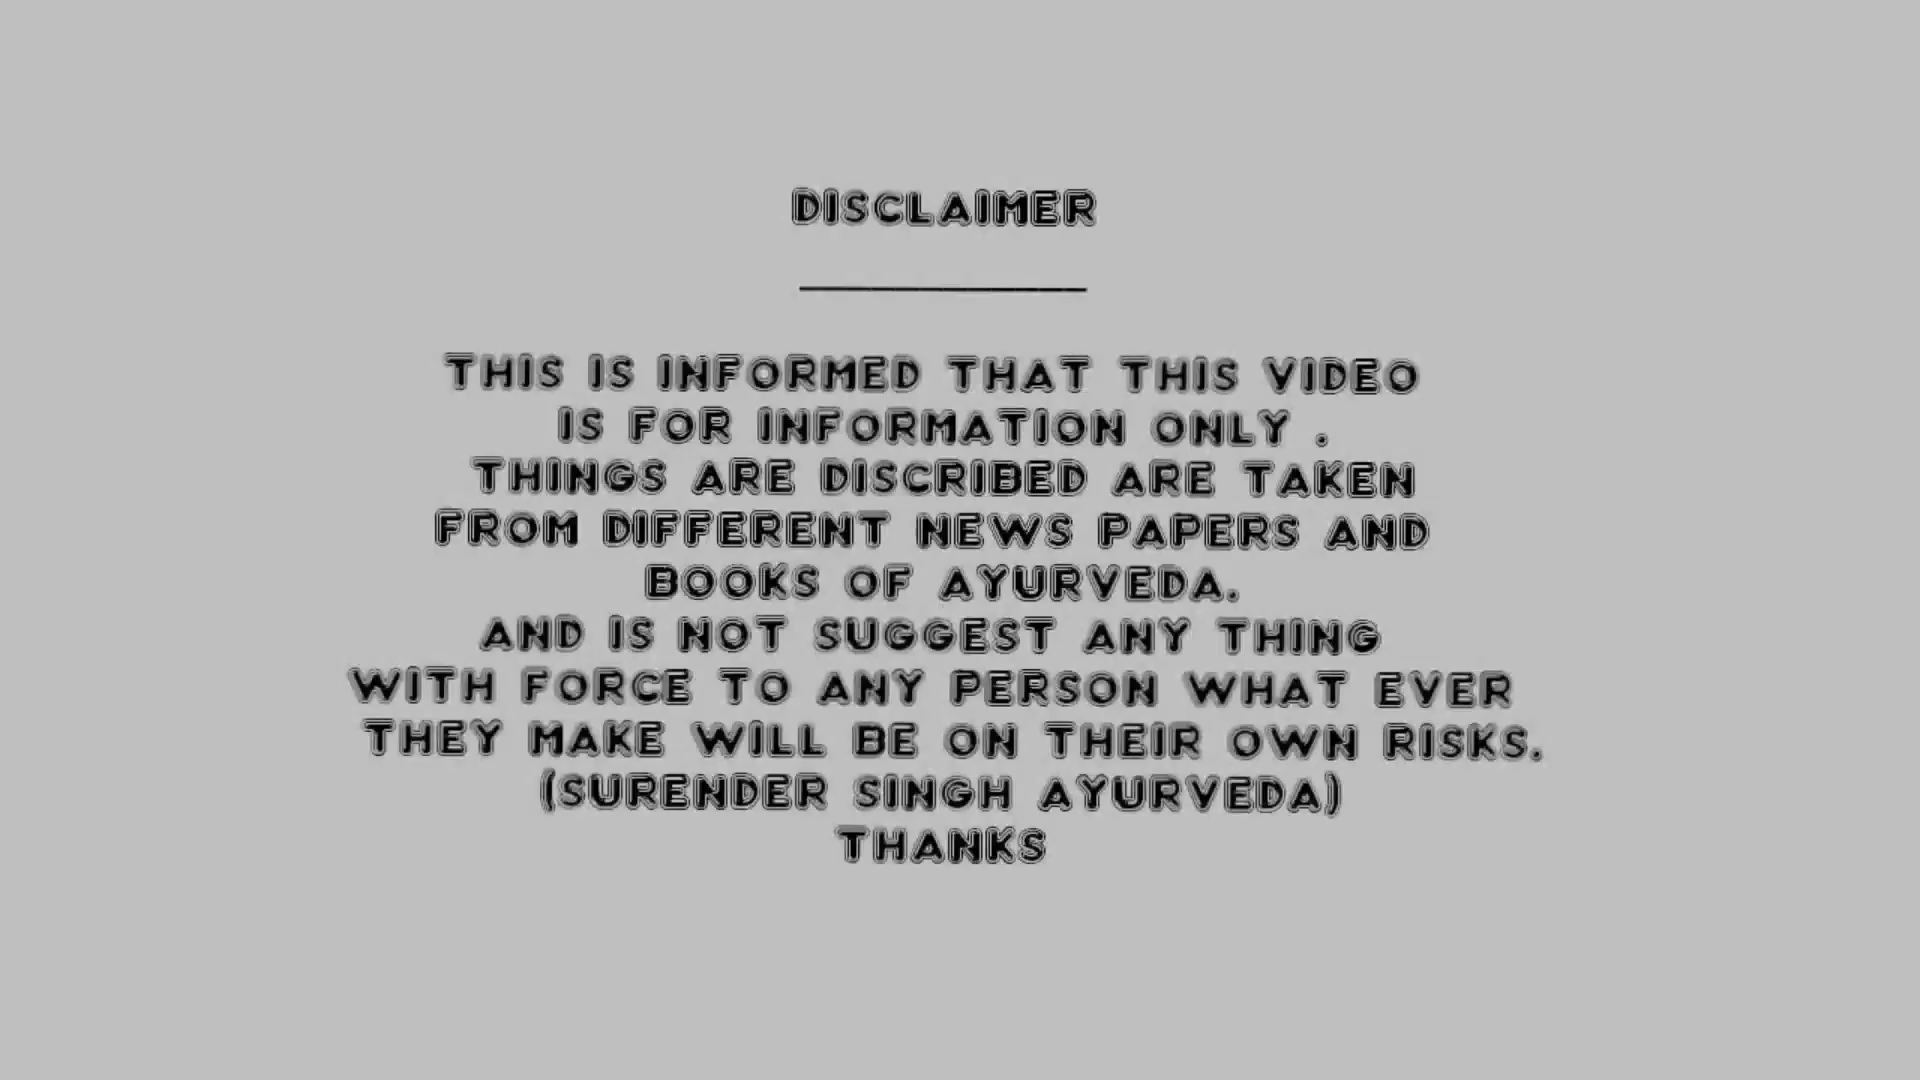 DISCLAIMER
THIS IS INFORMED THAT THIS VIDEO
IS FOR INFORMATION ONLY .
THINGS ARE DISCRIBED ARE TAKEN
FROM DIFFERENT NEWS PAPERS AND
BOOKS OF AYURVEDA.
AND IS NOT SUGGEST ANY THING
WITH FORCE TO ANY PERSON WHAT EVER
THEY MAKE WILL BE ON THEIR OWN RISKS.
(SURENDER SINGH AYURVEDA)
THANKS